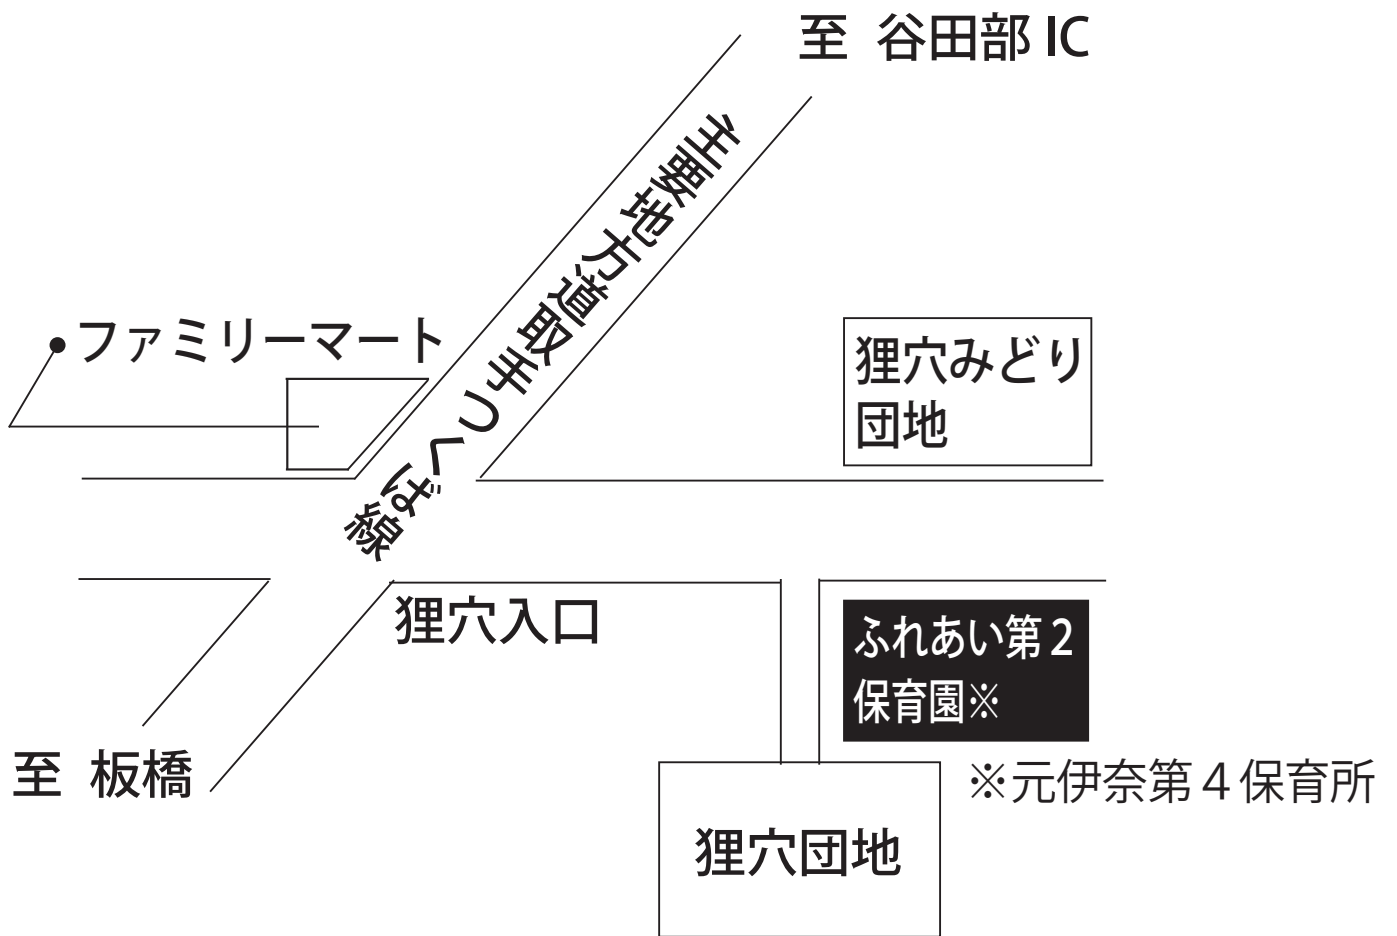 至 谷田部 IC
主要地方道取手つくば線
ファミリーマート
狸穴みどり
団地
狸穴入口
ふれあい第2
保育園※
至 板橋
※元伊奈第4保育所
狸穴団地